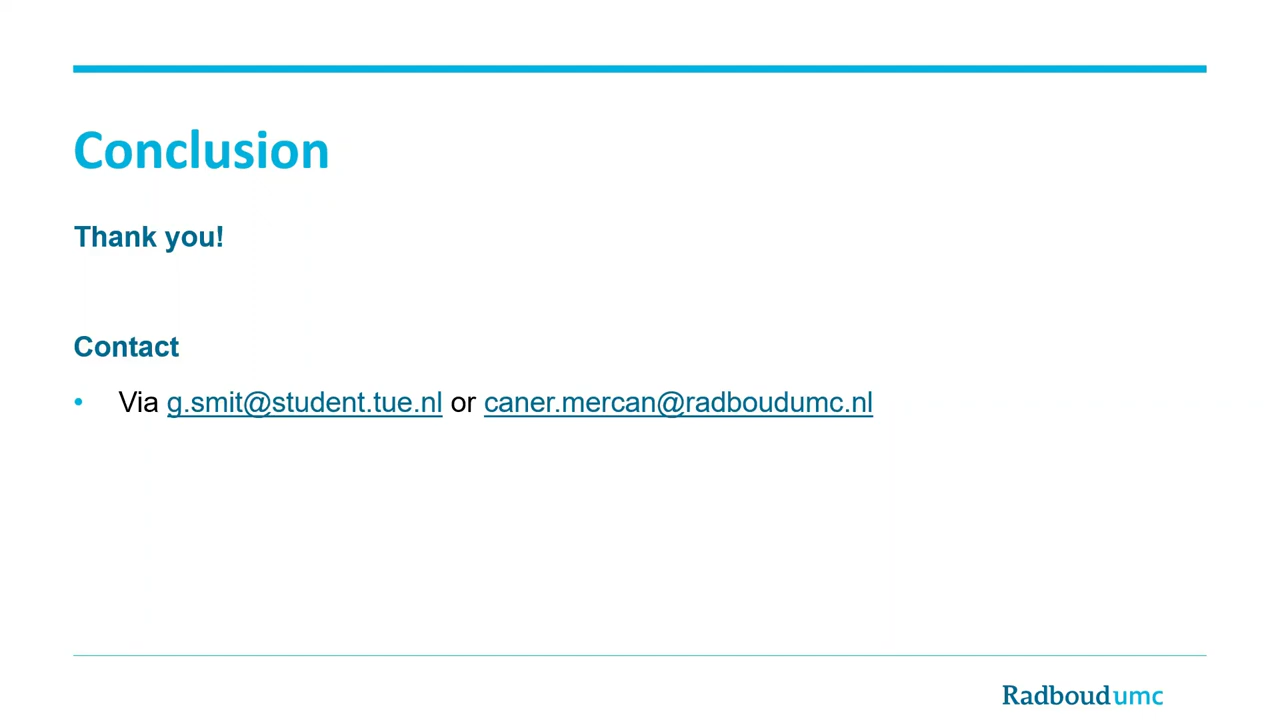 Conclusion
Thank you!
Contact
• Via g.smit@student.tue.nl or caner.mercan@radboudumc.nl
Radboudumc